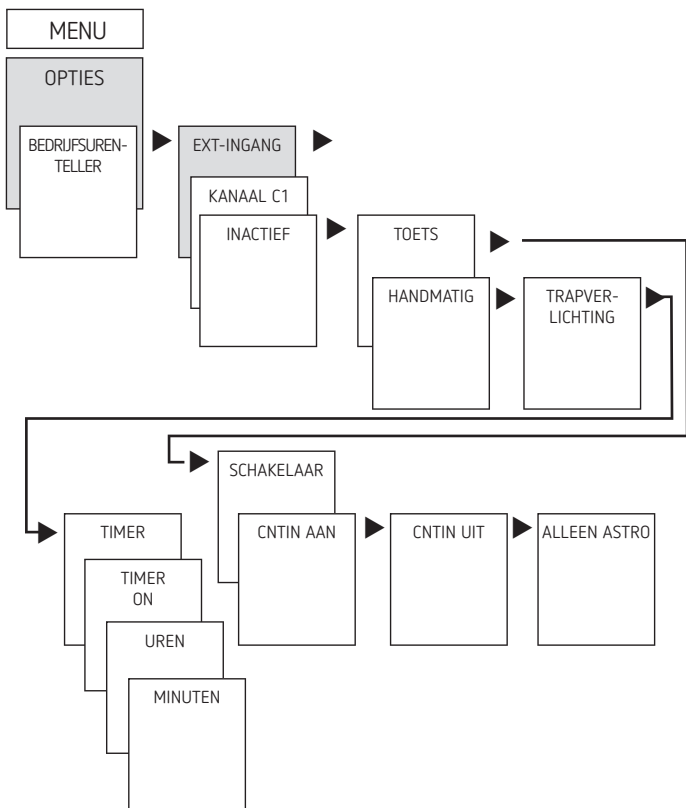 MENU
OPTIES
BEDRIJFSUREN-
TELLER
EXT-INGANG
KANAAL C1
INACTIEF
TOETS
HANDMATIG
TRAPVER-
LICHTING
SCHAKELAAR
TIMER
CNTIN AAN
CNTIN UIT
ALLEEN ASTRO
TIMER
ON
UREN
MINUTEN